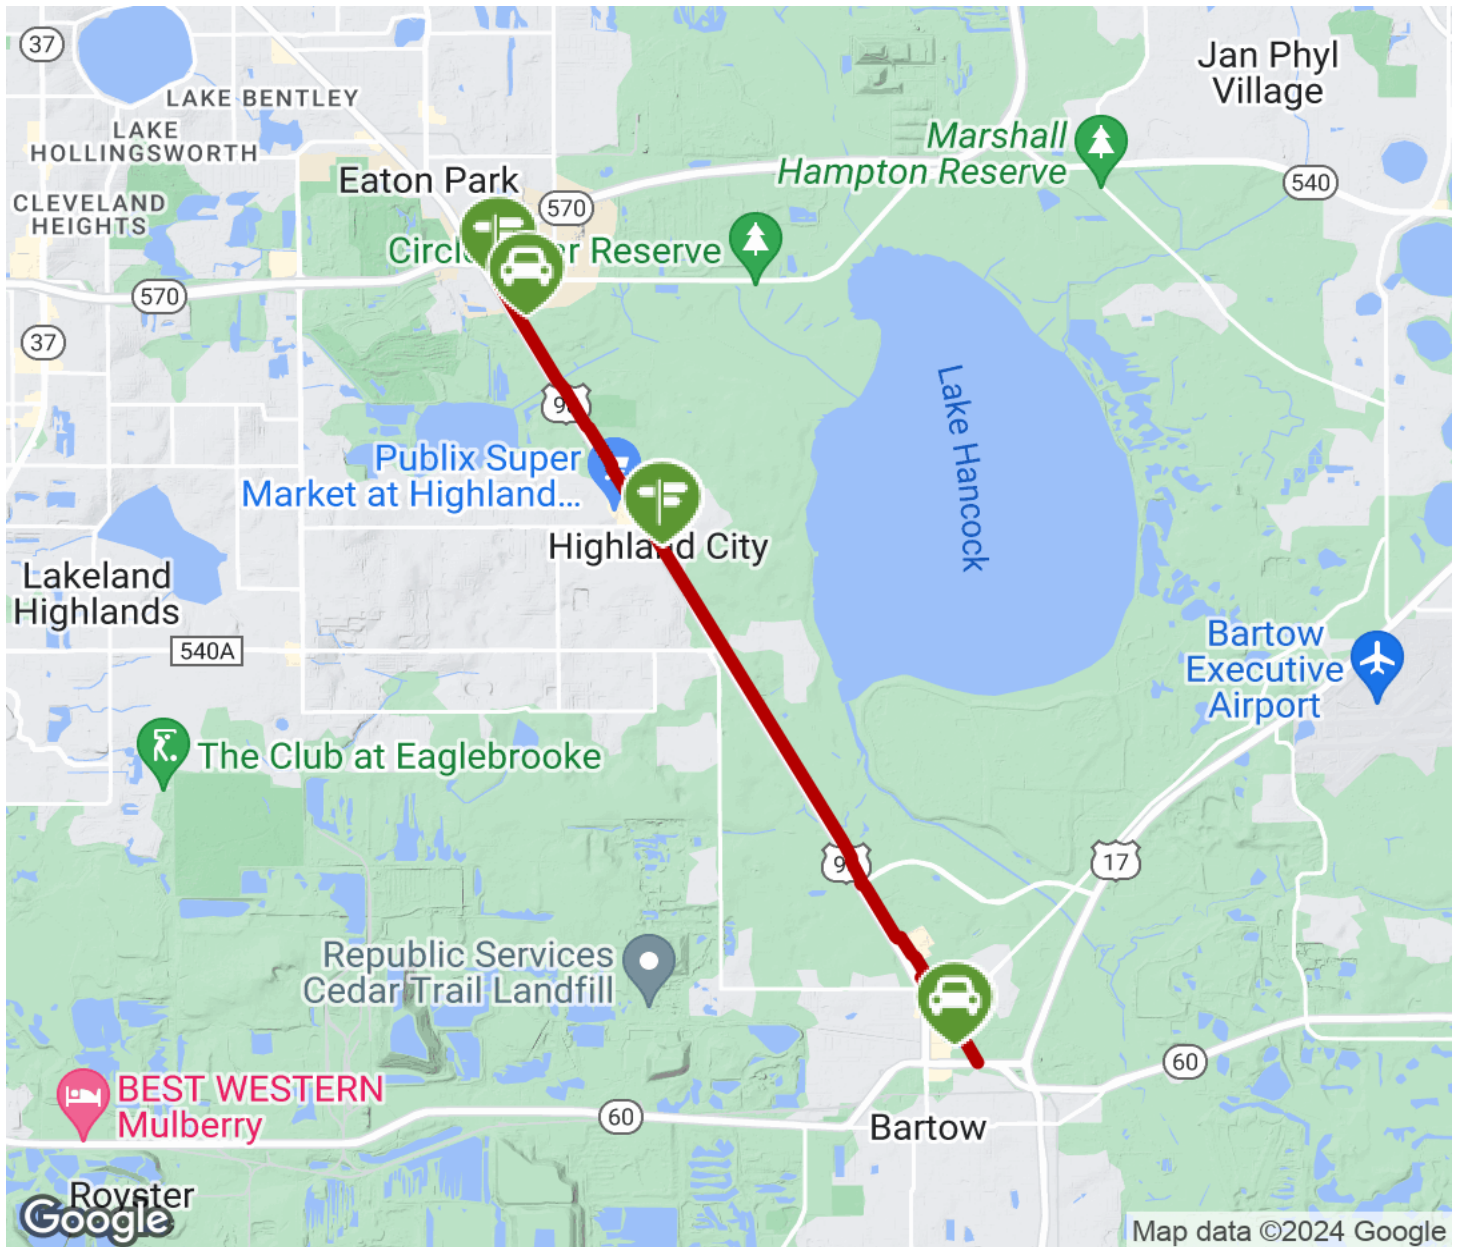 37
Jan Phyl
Village
LAKE BENTLEY
LAKE
HOLLINGSWORTH
Marshall
Hampton Reserve
Eaton Park
540
CLEVELAND
HEIGHTS
570
Reserve
570
37
Lake Hancock
Publix Super
Market at Highland...
Highland City
Lakeland
Highlands
540A
Bartow
Executive
Airport
The Club at Eaglebrooke
17
Republic Services
Cedar Trail Landfill
60
BEST WESTERN
Mulberry
60
Bartow
Royster
Google
Map data ©2024 Google